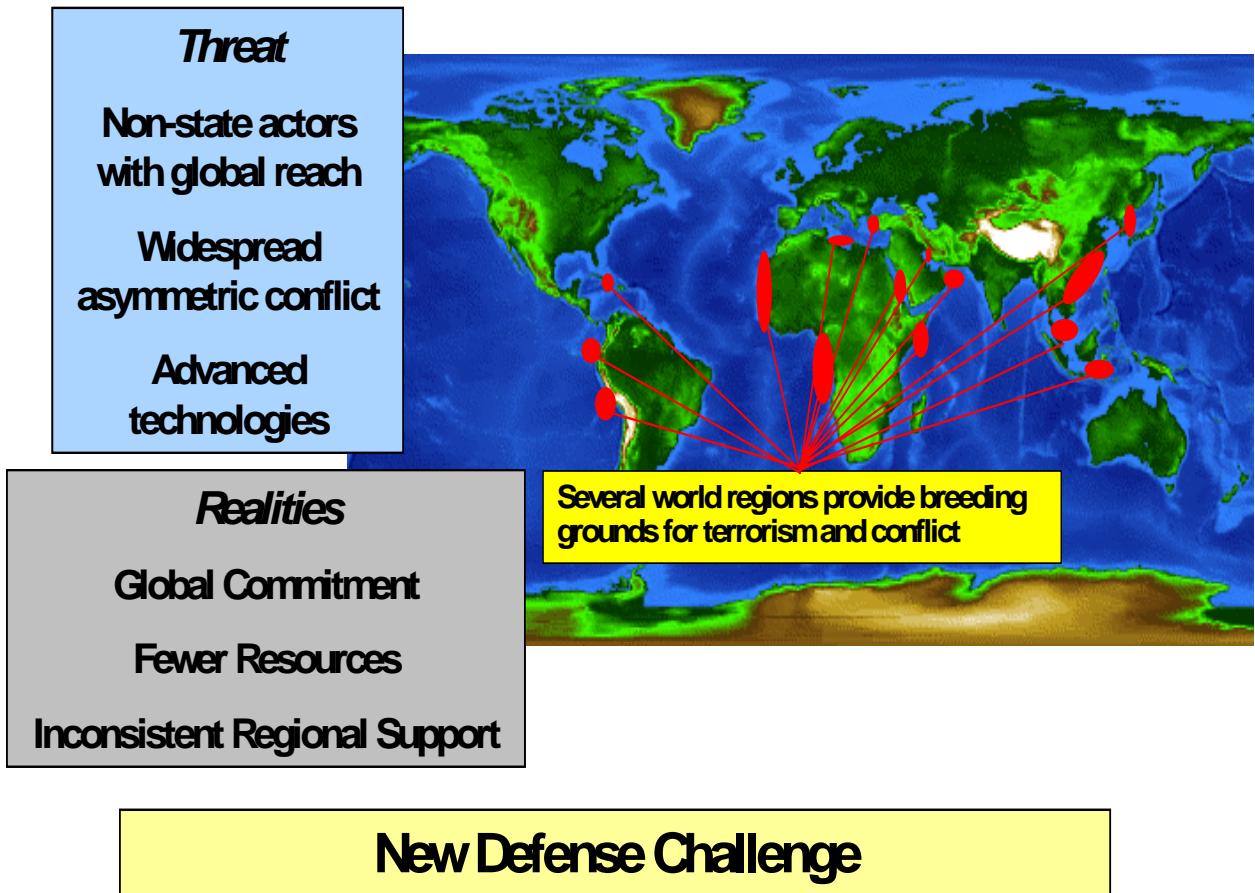 Threat
Non-state actors
with global reach
Widespread
asymmetric conflict
Advanced
technologies
Realities
Global Commitment
Fewer Resources
Inconsistent Regional Support
Several world regions provide breeding
grounds for terrorism and conflict
New Defense Challenge